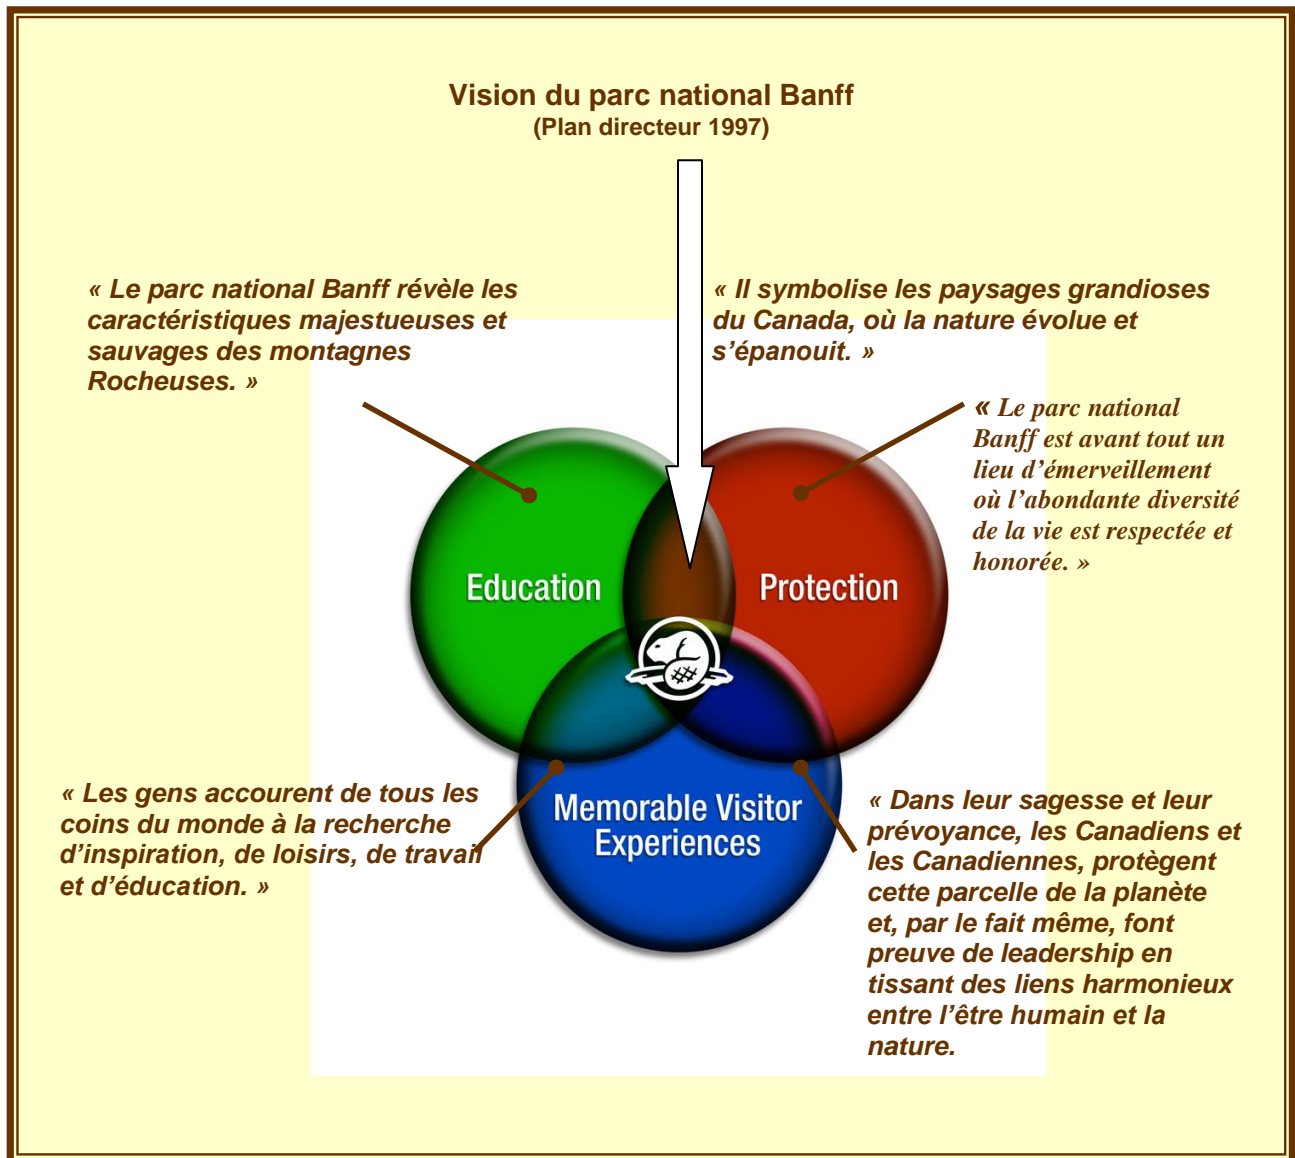 Vision du parc national Banff
(Plan directeur 1997)
« Le parc national Banff révèle les
caractéristiques majestueuses et
sauvages des montagnes
Rocheuses. »
« Il symbolise les paysages grandioses
du Canada, où la nature évolue et
s’épanouit. »
« Le parc national
Banff est avant tout un
lieu d’émerveillement
où l’abondante diversité
de la vie est respectée et
honorée. »
Education
Protection
Memorable Visitor
Experiences
« Les gens accourent de tous les
coins du monde à la recherche
d’inspiration, de loisirs, de travail
et d’éducation. »
« Dans leur sagesse et leur
prévoyance, les Canadiens et
les Canadiennes, protègent
cette parcelle de la planète
et, par le fait même, font
preuve de leadership en
tissant des liens harmonieux
entre l’être humain et la
nature.